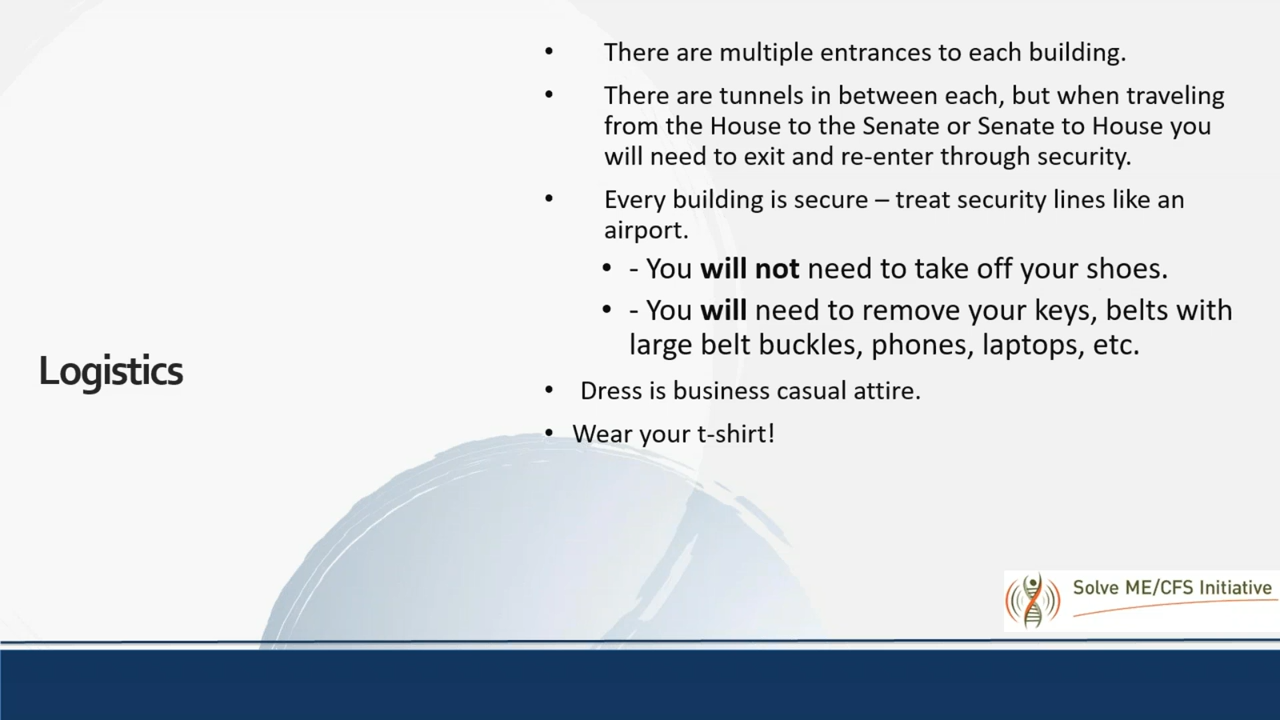 Logistics
• There are multiple entrances to each building.
• There are tunnels in between each, but when traveling
from the House to the Senate or Senate to House you
will need to exit and re-enter through security.
• Every building is secure – treat security lines like an
airport.
• - You will not need to take off your shoes.
• - You will need to remove your keys, belts with
large belt buckles, phones, laptops, etc.
• Dress is business casual attire.
• Wear your t-shirt!
Solve ME/CFS Initiative